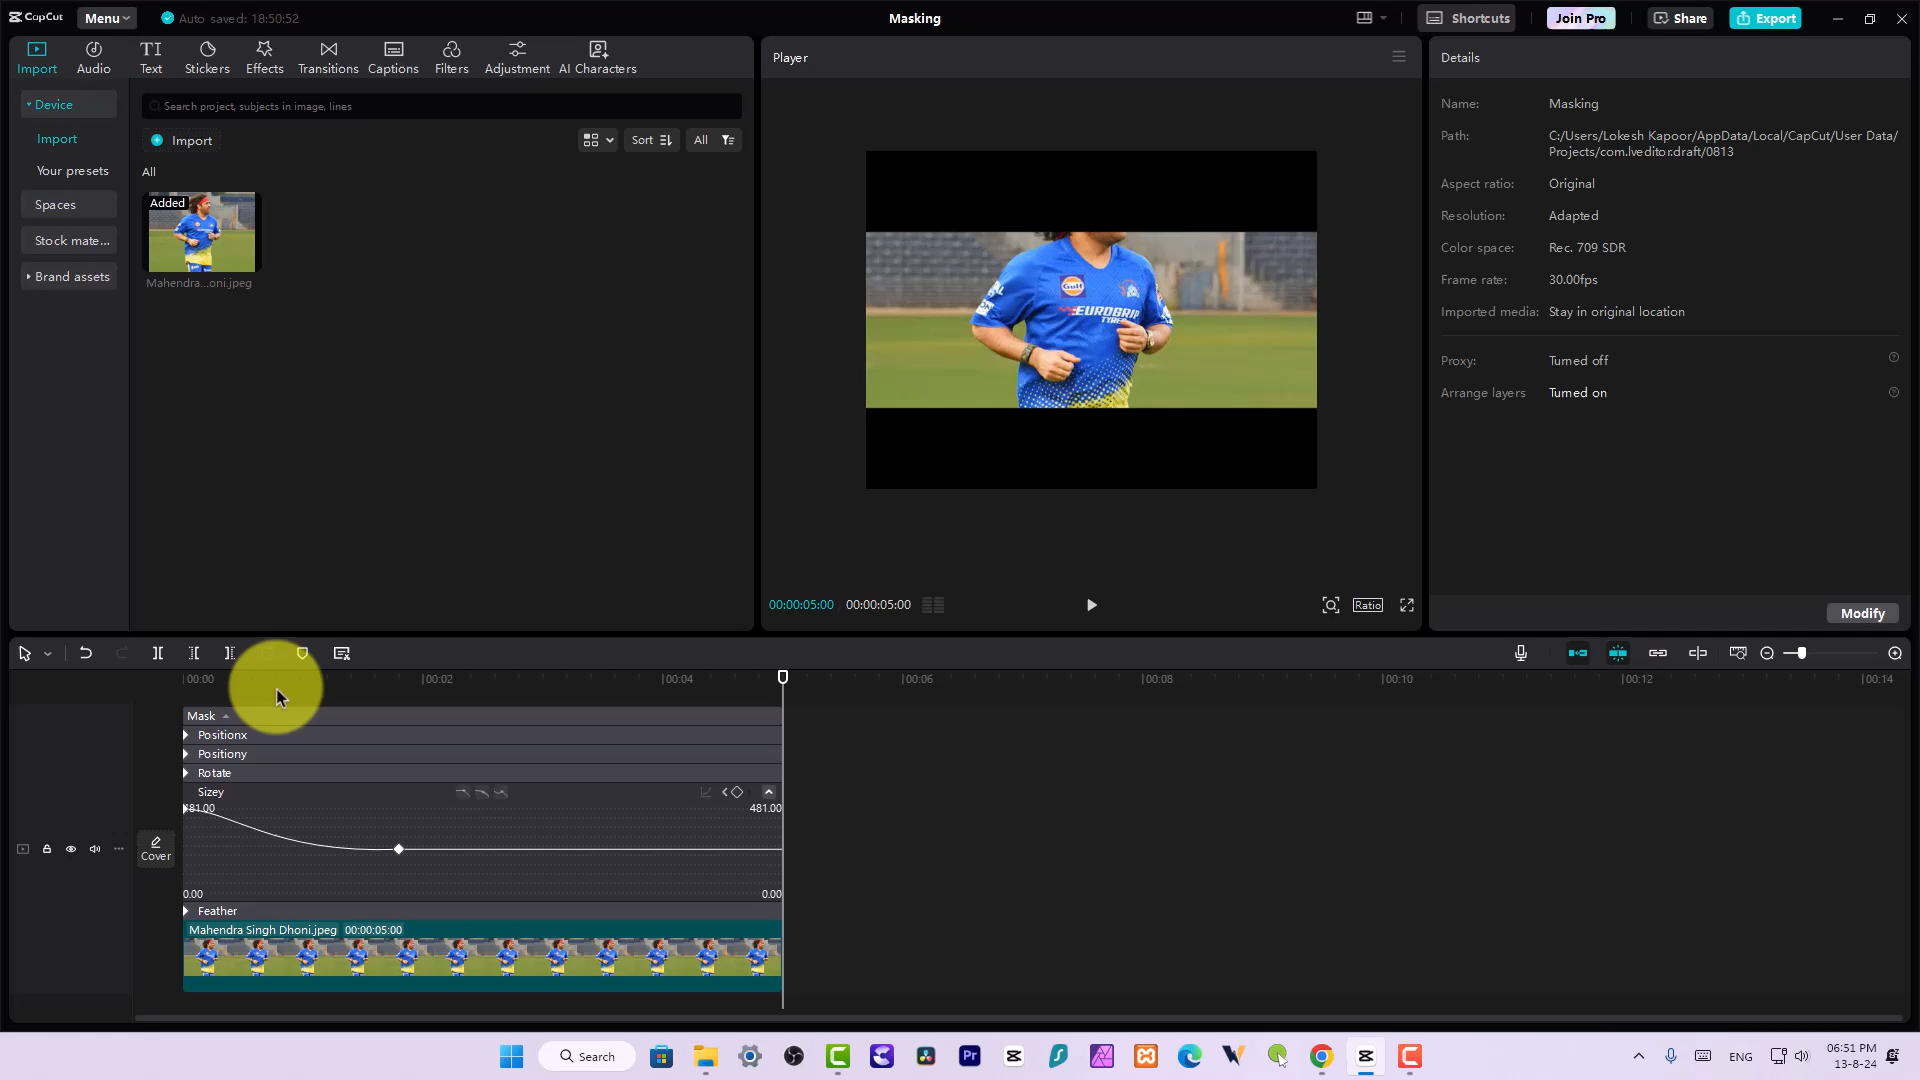 CapCut
Menu
Auto saved: 18:50:52
Masking
Shortcuts
Join Pro
Share
Export
Import
Audio
Text
Stickers
Effects
Transitions
Captions
Filters
Adjustment
AI Characters
Device
Import
Your presets
Spaces
Stock mate...
Brand assets
Search project, subjects in image, lines
Import
Sort
All
All
Added
Mahendra...oni.jpeg
Player
Gulf
EUROGRIP
TYRES
00:00:05:00
00:00:05:00
Ratio
Details
Name:
Masking
Path:
C:/Users/Lokesh Kapoor/AppData/Local/CapCut/User Data/
Projects/com.lveditor.draft/0813
Aspect ratio:
Original
Resolution:
Adapted
Color space:
Rec. 709 SDR
Frame rate:
30.00fps
Imported media:
Stay in original location
Proxy:
Turned off
Arrange layers
Turned on
Modify
00:00
00:02
00:04
00:06
00:08
00:10
00:12
00:14
Mask
Positionx
Positiony
Rotate
Sizey
481.00
481.00
0.00
0.00
Feather
Cover
Mahendra Singh Dhoni.jpeg 00:00:05:00
Search
Pr
ENG
06:51 PM
13-8-24